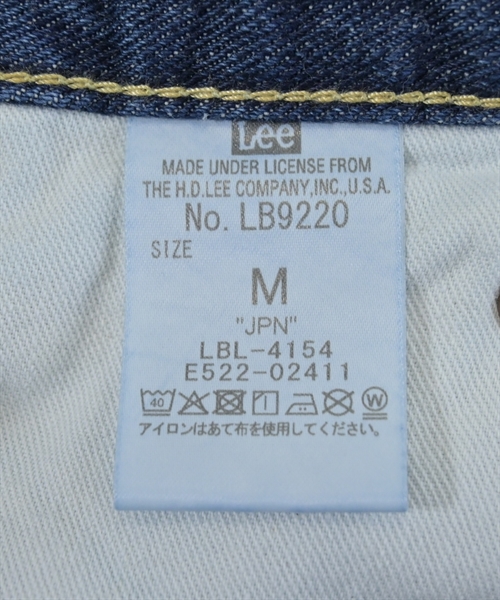 Lee
MADE UNDER LICENSE FROM
THE H.D.LEE COMPANY,INC.,U.S.A.
No. LB9220
SIZE
M
"JPN"
LBL-4154
E522-02411
40
W
アイロンはあて布を使用してください。